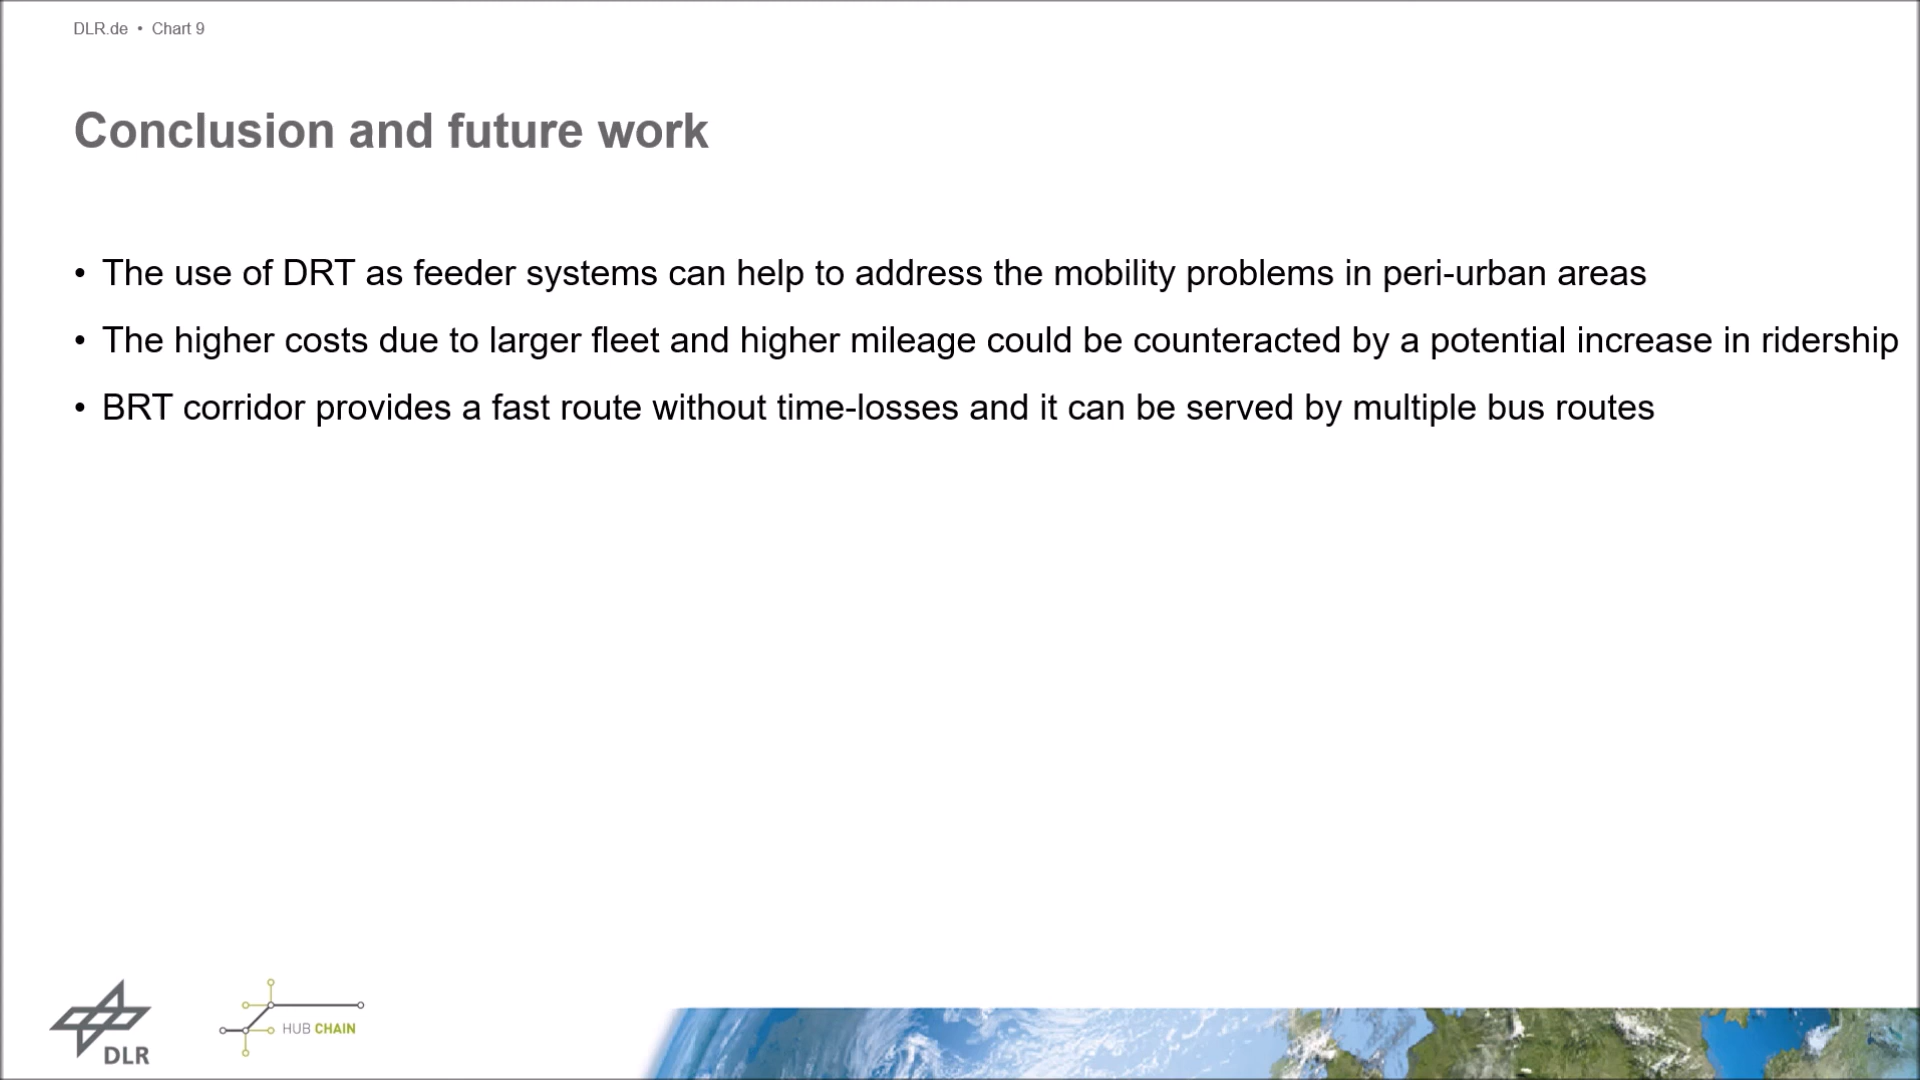 DLR.de • Chart 9
Conclusion and future work
• The use of DRT as feeder systems can help to address the mobility problems in peri-urban areas
• The higher costs due to larger fleet and higher mileage could be counteracted by a potential increase in ridership
• BRT corridor provides a fast route without time-losses and it can be served by multiple bus routes
HUB CHAIN
DLR